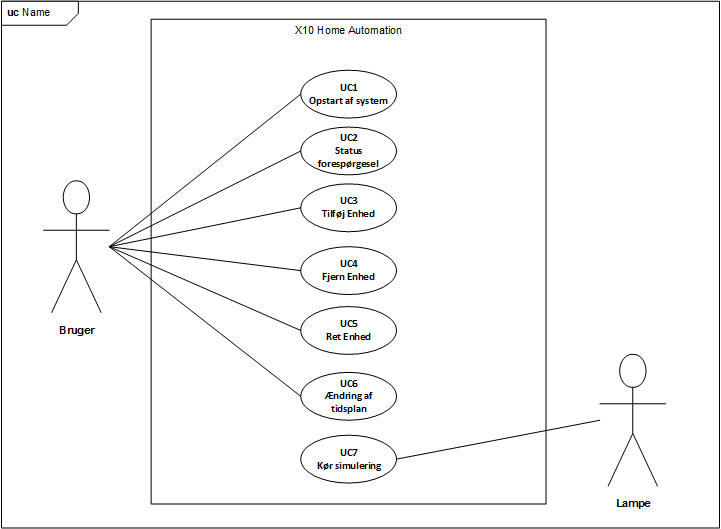 uc Name
X10 Home Automation
UC1
Opstart af system
UC2
Status
forespørgesel
UC3
Tilføj Enhed
UC4
Fjern Enhed
UC5
Ret Enhed
UC6
Ændring af
tidsplan
UC7
Kør simulering
Bruger
Lampe